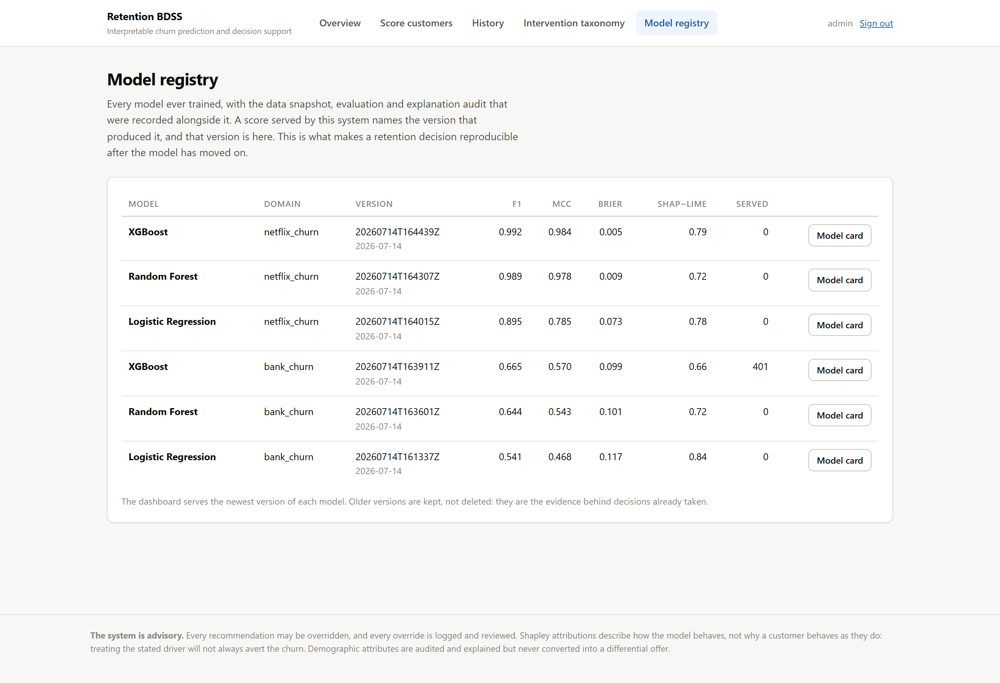 Retention BDSS
Interpretable churn prediction and decision support
Overview Score customers History Intervention taxonomy Model registry
admin Sign out
Model registry
Every model ever trained, with the data snapshot, evaluation and explanation audit that
were recorded alongside it. A score served by this system names the version that
produced it, and that version is here. This is what makes a retention decision reproducible
after the model has moved on.
MODEL DOMAIN VERSION F1 MCC BRIER SHAP~LIME SERVED
XGBoost netflix_churn 20260714T164439Z 0.992 0.984 0.005 0.79 0 Model card
2026-07-14
Random Forest netflix_churn 20260714T164307Z 0.989 0.978 0.009 0.72 0 Model card
2026-07-14
Logistic Regression netflix_churn 20260714T164015Z 0.895 0.785 0.073 0.78 0 Model card
2026-07-14
XGBoost bank_churn 20260714T163911Z 0.665 0.570 0.099 0.66 401 Model card
2026-07-14
Random Forest bank_churn 20260714T163601Z 0.644 0.543 0.101 0.72 0 Model card
2026-07-14
Logistic Regression bank_churn 20260714T161337Z 0.541 0.468 0.117 0.84 0 Model card
2026-07-14
The dashboard serves the newest version of each model. Older versions are kept, not deleted: they are the evidence behind decisions already taken.
The system is advisory. Every recommendation may be overridden, and every override is logged and reviewed. Shapley attributions describe how the model behaves, not why a customer behaves as they do:
treating the stated driver will not always avert the churn. Demographic attributes are audited and explained but never converted into a differential offer.